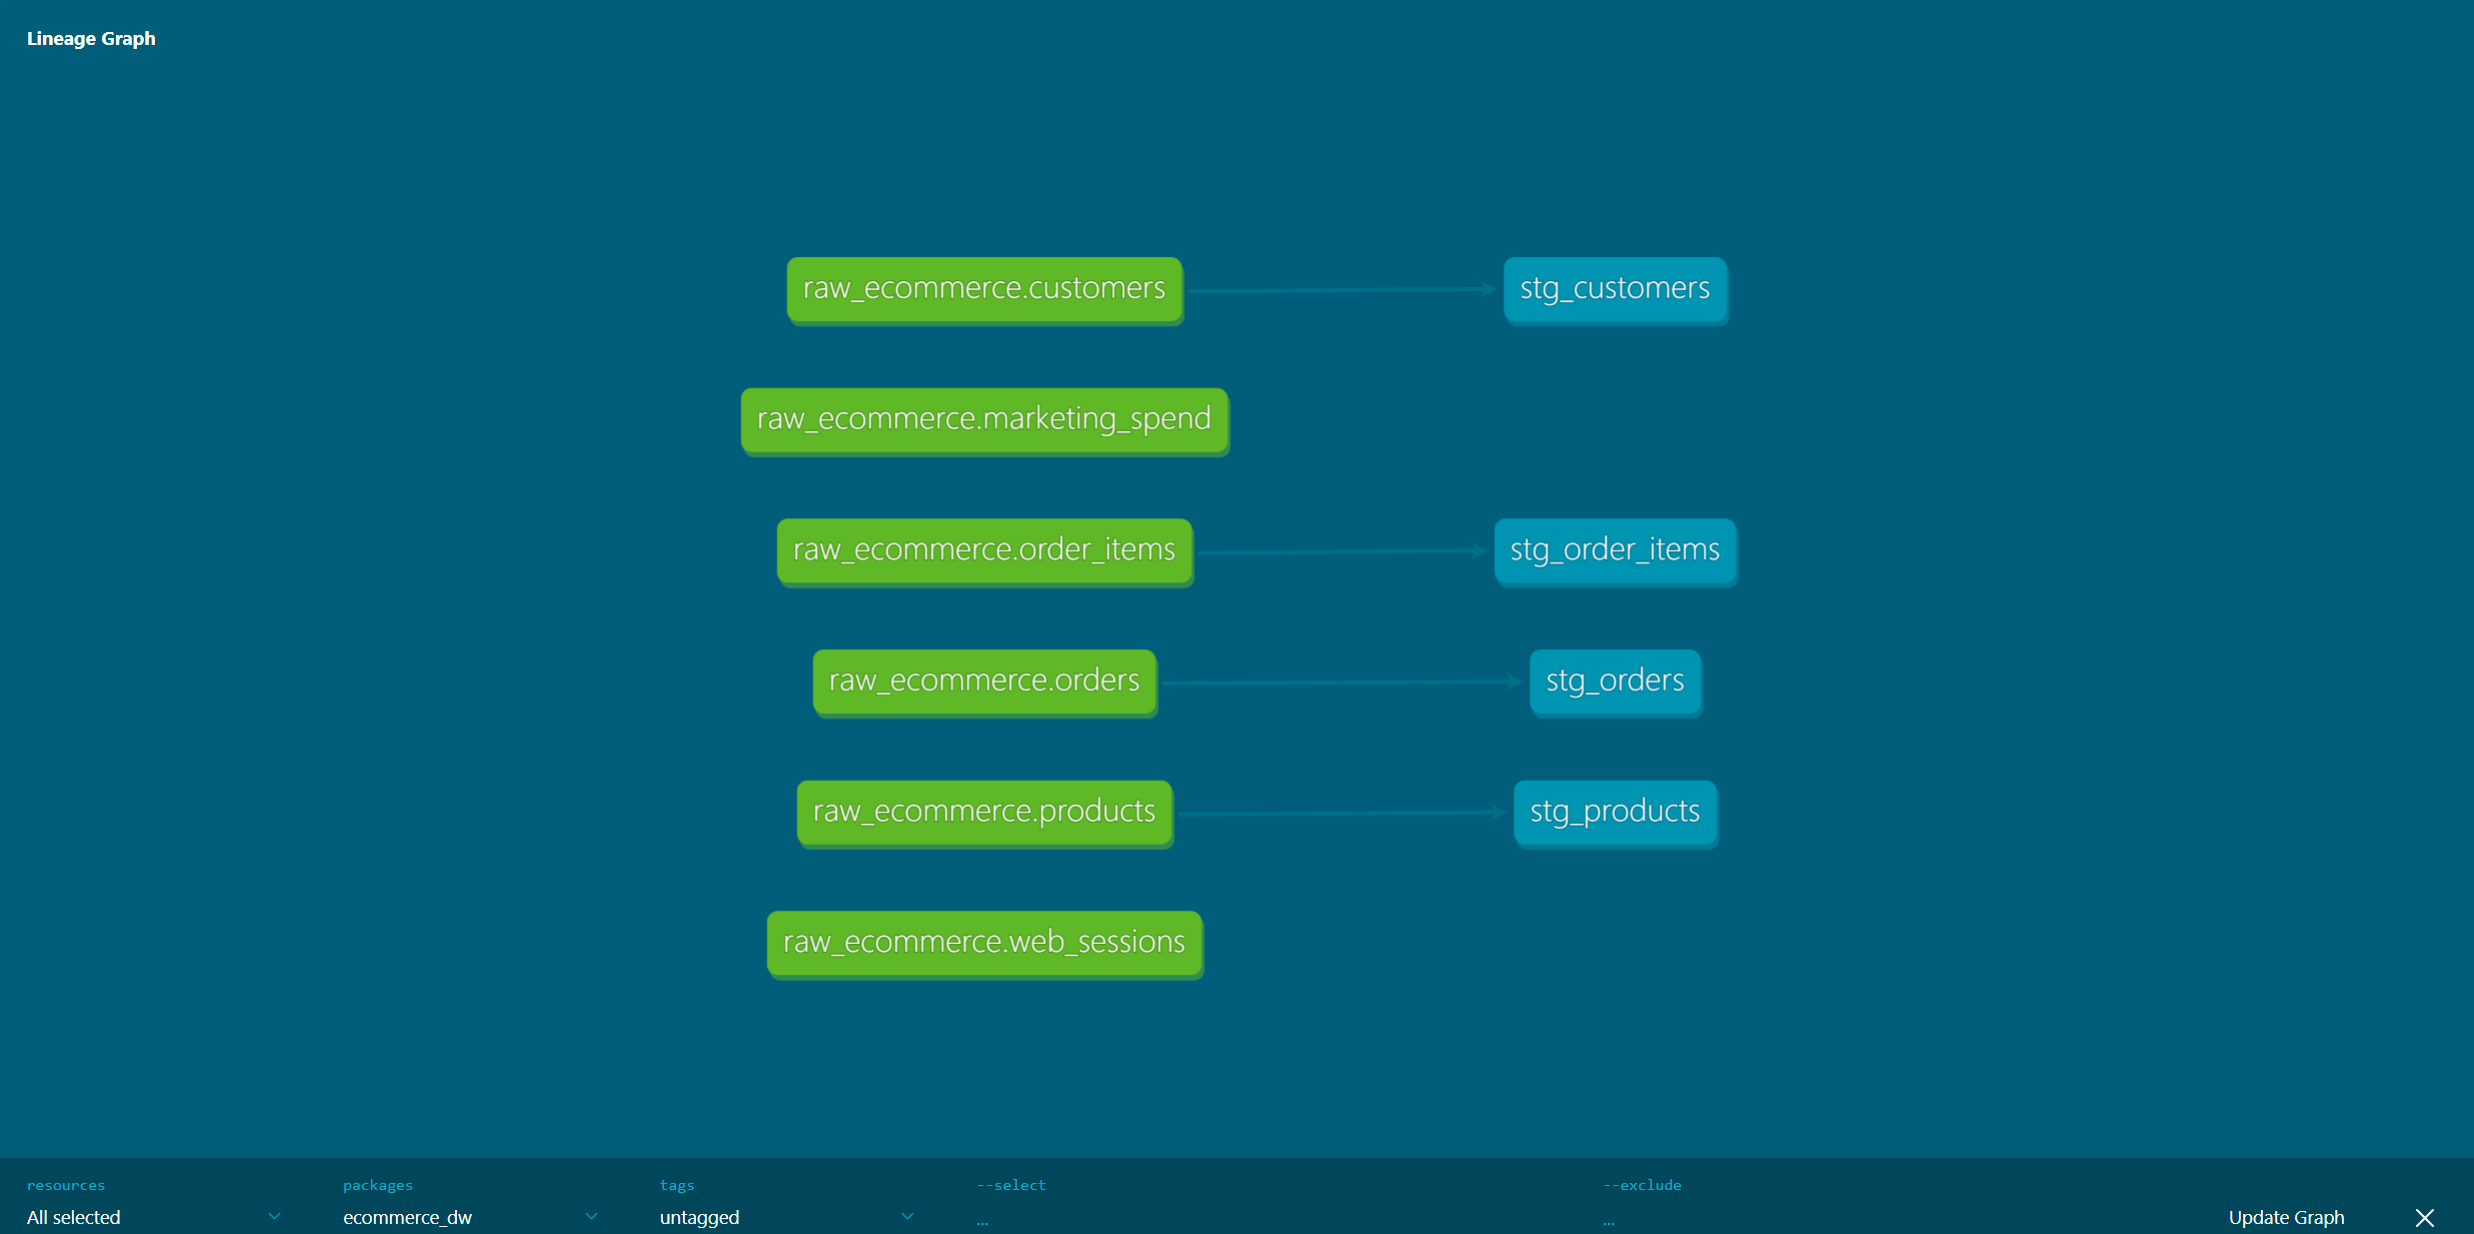 Lineage Graph
raw_ecommerce.customers
stg_customers
raw_ecommerce.marketing_spend
raw_ecommerce.order_items
stg_order_items
raw_ecommerce.orders
stg_orders
raw_ecommerce.products
stg_products
raw_ecommerce.web_sessions
resources
packages
tags
--select
--exclude
All selected
ecommerce_dw
untagged
...
...
Update Graph